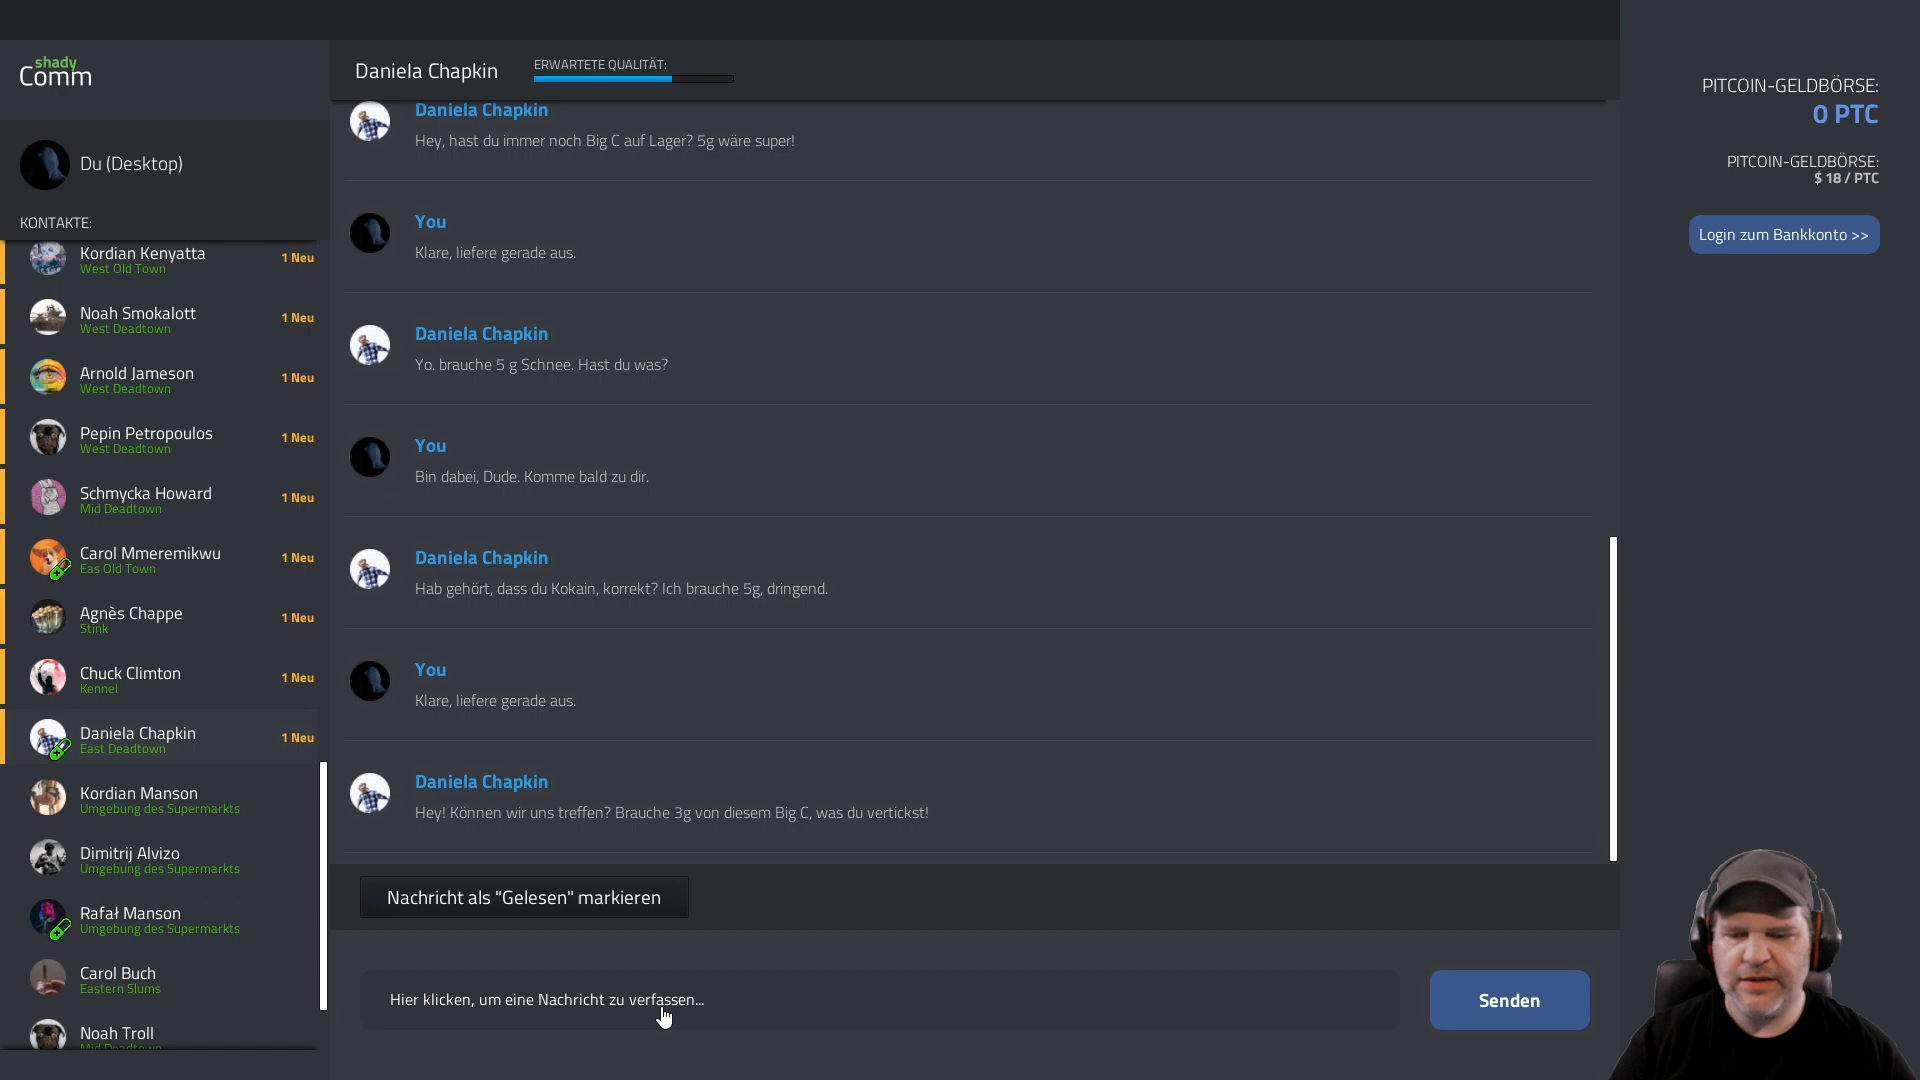 shady
Comm
Du (Desktop)
KONTAKTE:
Kordian Kenyatta
West Old Town
1 Neu
Noah Smokalott
West Deadtown
1 Neu
Arnold Jameson
West Deadtown
1 Neu
Pepin Petropoulos
West Deadtown
1 Neu
Schmycka Howard
Mid Deadtown
1 Neu
Carol Mmeremikwu
Eas Old Town
1 Neu
Agnès Chappe
Stink
1 Neu
Chuck Climton
Kennel
1 Neu
Daniela Chapkin
East Deadtown
1 Neu
Kordian Manson
Umgebung des Supermarkts
Dimitrij Alvizo
Umgebung des Supermarkts
Rafał Manson
Umgebung des Supermarkts
Carol Buch
Eastern Slums
Noah Troll
Mid Deadtown
Daniela Chapkin
ERWARTETE QUALITÄT:
Daniela Chapkin
Hey, hast du immer noch Big C auf Lager? 5g wäre super!
You
Klare, liefere gerade aus.
Daniela Chapkin
Yo. brauche 5 g Schnee. Hast du was?
You
Bin dabei, Dude. Komme bald zu dir.
Daniela Chapkin
Hab gehört, dass du Kokain, korrekt? Ich brauche 5g, dringend.
You
Klare, liefere gerade aus.
Daniela Chapkin
Hey! Können wir uns treffen? Brauche 3g von diesem Big C, was du vertickst!
Nachricht als "Gelesen" markieren
Hier klicken, um eine Nachricht zu verfassen...
Senden
PITCOIN-GELDBÖRSE:
0 PTC
PITCOIN-GELDBÖRSE:
$ 18 / PTC
Login zum Bankkonto >>